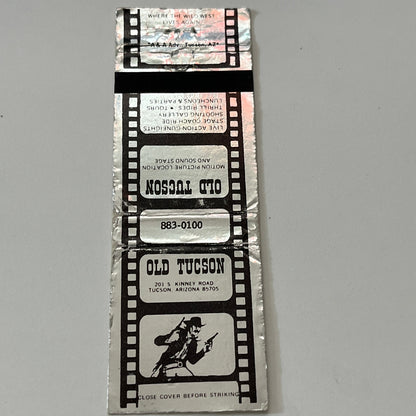 WHERE THE WILD WEST
LIVES AGAIN
"A & A Adv., Tucson, AZ"
LIVE ACTION GUNFIGHTS
STAGE COACH RIDE
SHOOTING GALLERY
THRILL RIDES • TOURS
LUNCHEONS & PARTIES
OLD TUCSON
MOTION PICTURE LOCATION
AND SOUND STAGE
883-0100
OLD TUCSON
201 S. KINNEY ROAD
TUCSON, ARIZONA 85705
CLOSE COVER BEFORE STRIKING